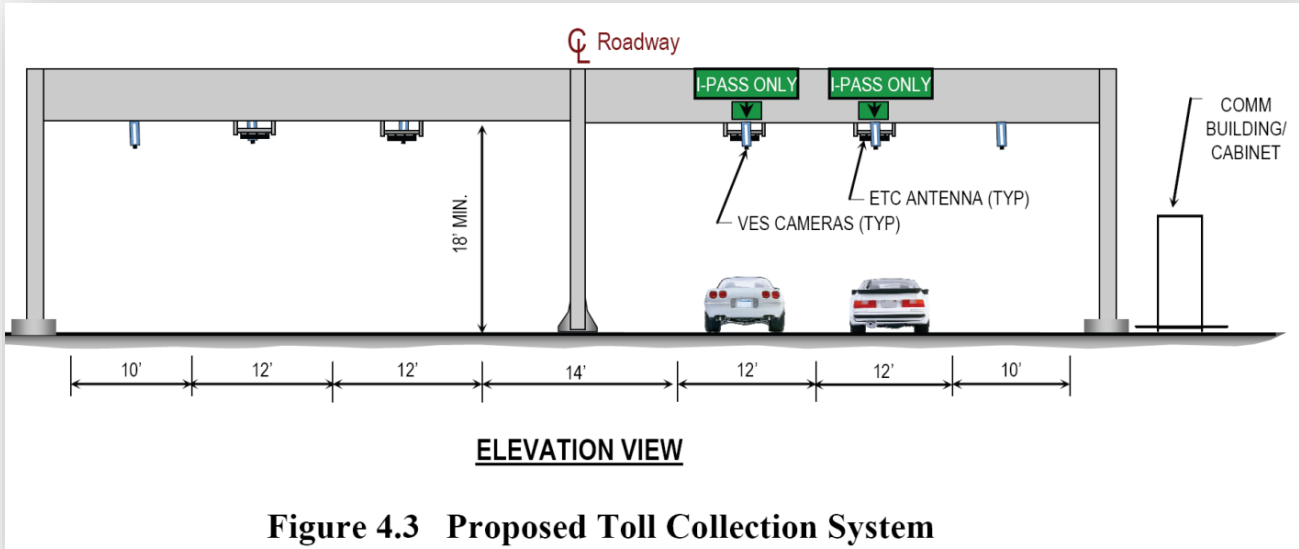 ℄ Roadway
I-PASS ONLY
I-PASS ONLY
COMM
BUILDING/
CABINET
18' MIN.
ETC ANTENNA (TYP)
VES CAMERAS (TYP)
10'
12'
12'
14'
12'
12'
10'
ELEVATION VIEW
Figure 4.3 Proposed Toll Collection System